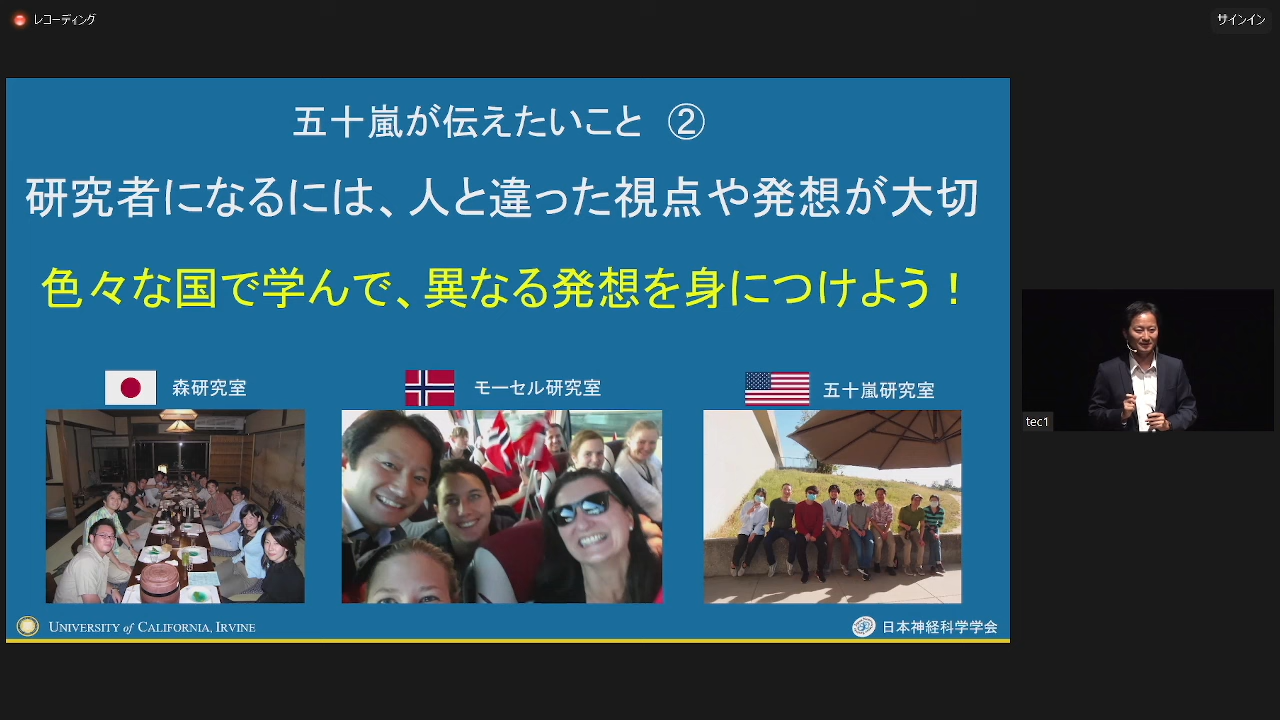 レコーディング
サインイン
五十嵐が伝えたいこと ②
研究者になるには、人と違った視点や発想が大切
色々な国で学んで、異なる発想を身につけよう！
森研究室
モーセル研究室
五十嵐研究室
tec1
UNIVERSITY of CALIFORNIA, IRVINE
日本神経科学学会